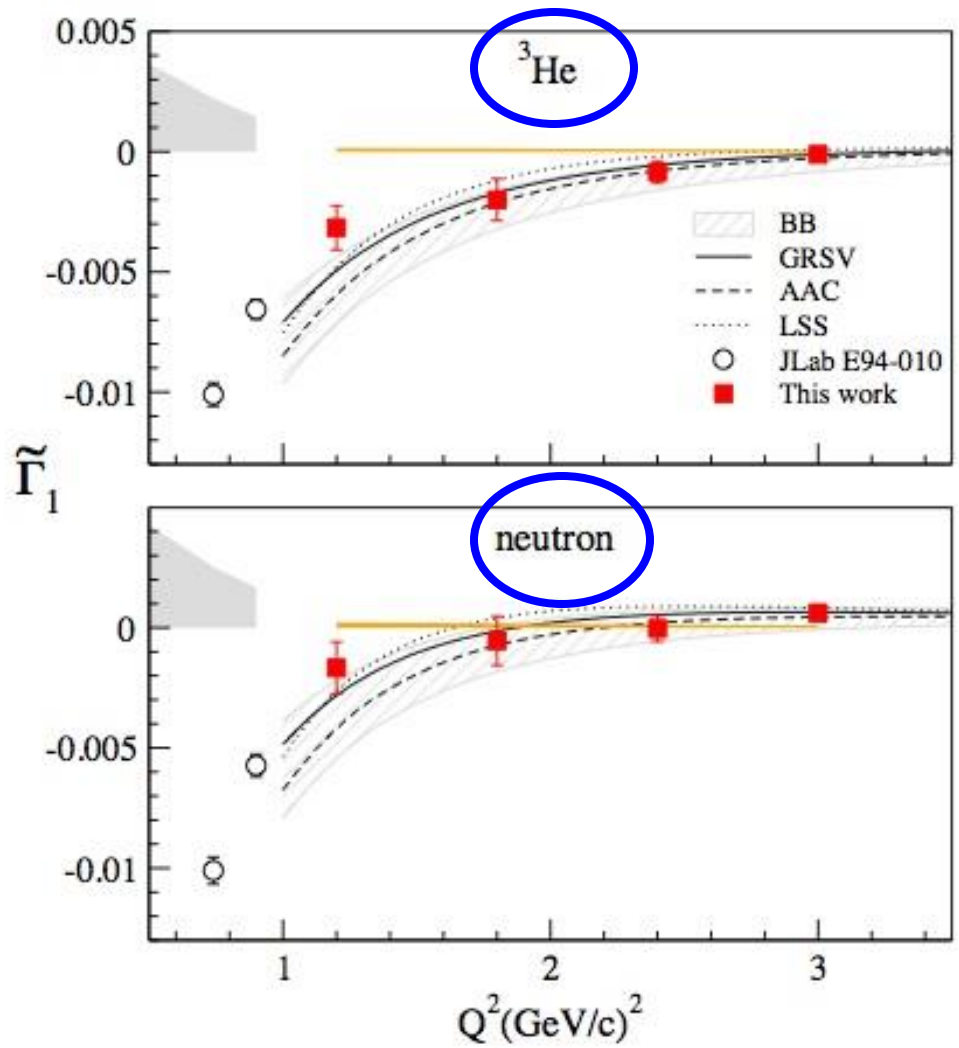 0.005
³He
0
-0.005
-0.01
BB
GRSV
AAC
LSS
JLab E94-010
This work
Γ̃₁
neutron
0
-0.005
-0.01
1 2 3
Q²(GeV/c)²